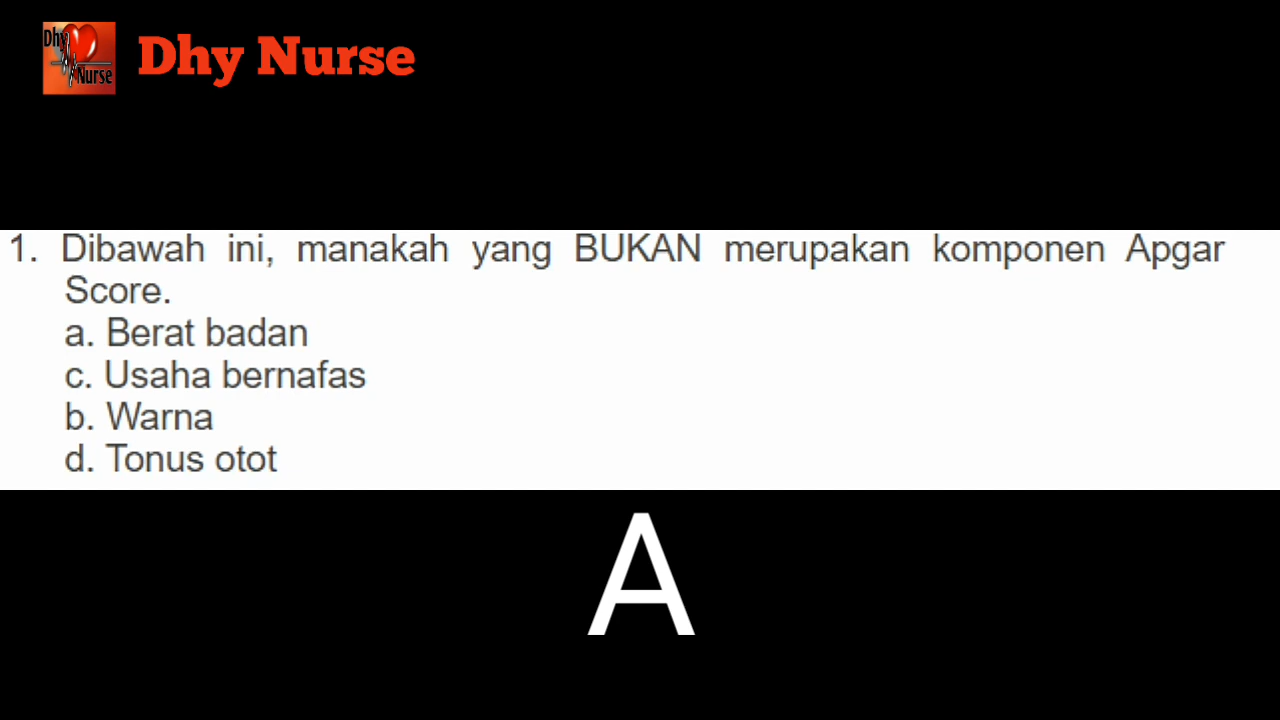 Dhy
Nurse
Dhy Nurse
1. Dibawah ini, manakah yang BUKAN merupakan komponen Apgar
Score.
a. Berat badan
c. Usaha bernafas
b. Warna
d. Tonus otot
A